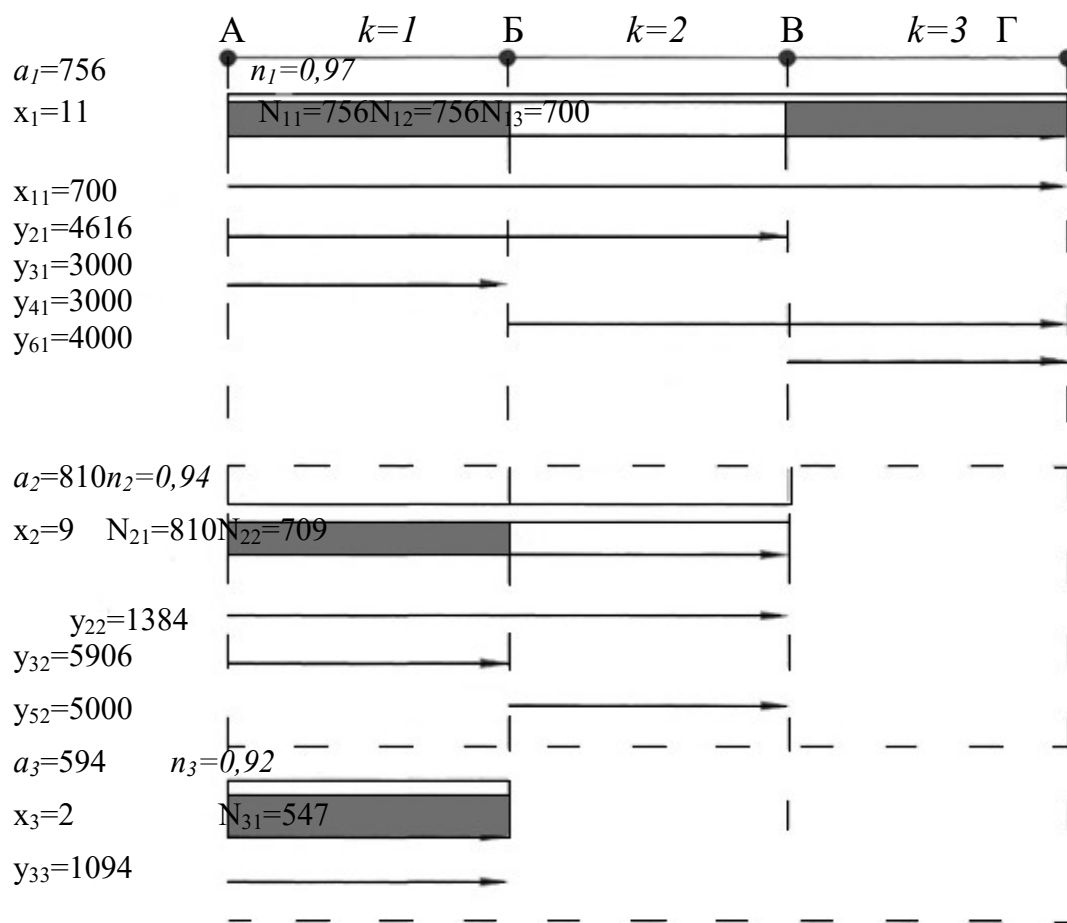 А k=1 Б k=2 В k=3 Г
a₁=756 n₁=0,97
x₁=11 N₁₁=756N₁₂=756N₁₃=700
x₁₁=700
y₂₁=4616
y₃₁=3000
y₄₁=3000
y₆₁=4000
a₂=810n₂=0,94
x₂=9 N₂₁=810N₂₂=709
y₂₂=1384
y₃₂=5906
y₅₂=5000
a₃=594 n₃=0,92
x₃=2 N₃₁=547
y₃₃=1094